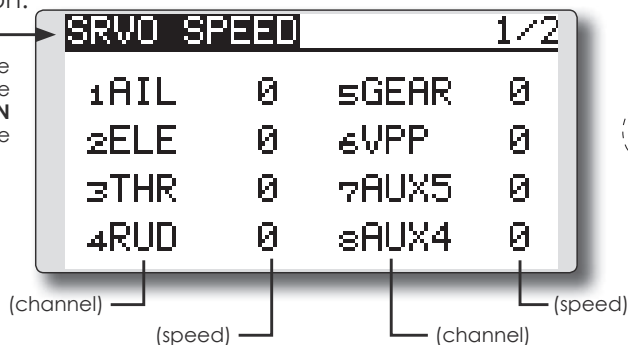 on.
SRVO SPEED 1/2
e
e
N
e
1AIL 0 5GEAR 0
2ELE 0 6VPP 0
3THR 0 7AUX5 0
4RUD 0 8AUX4 0
(channel) (speed)
(speed) (channel)